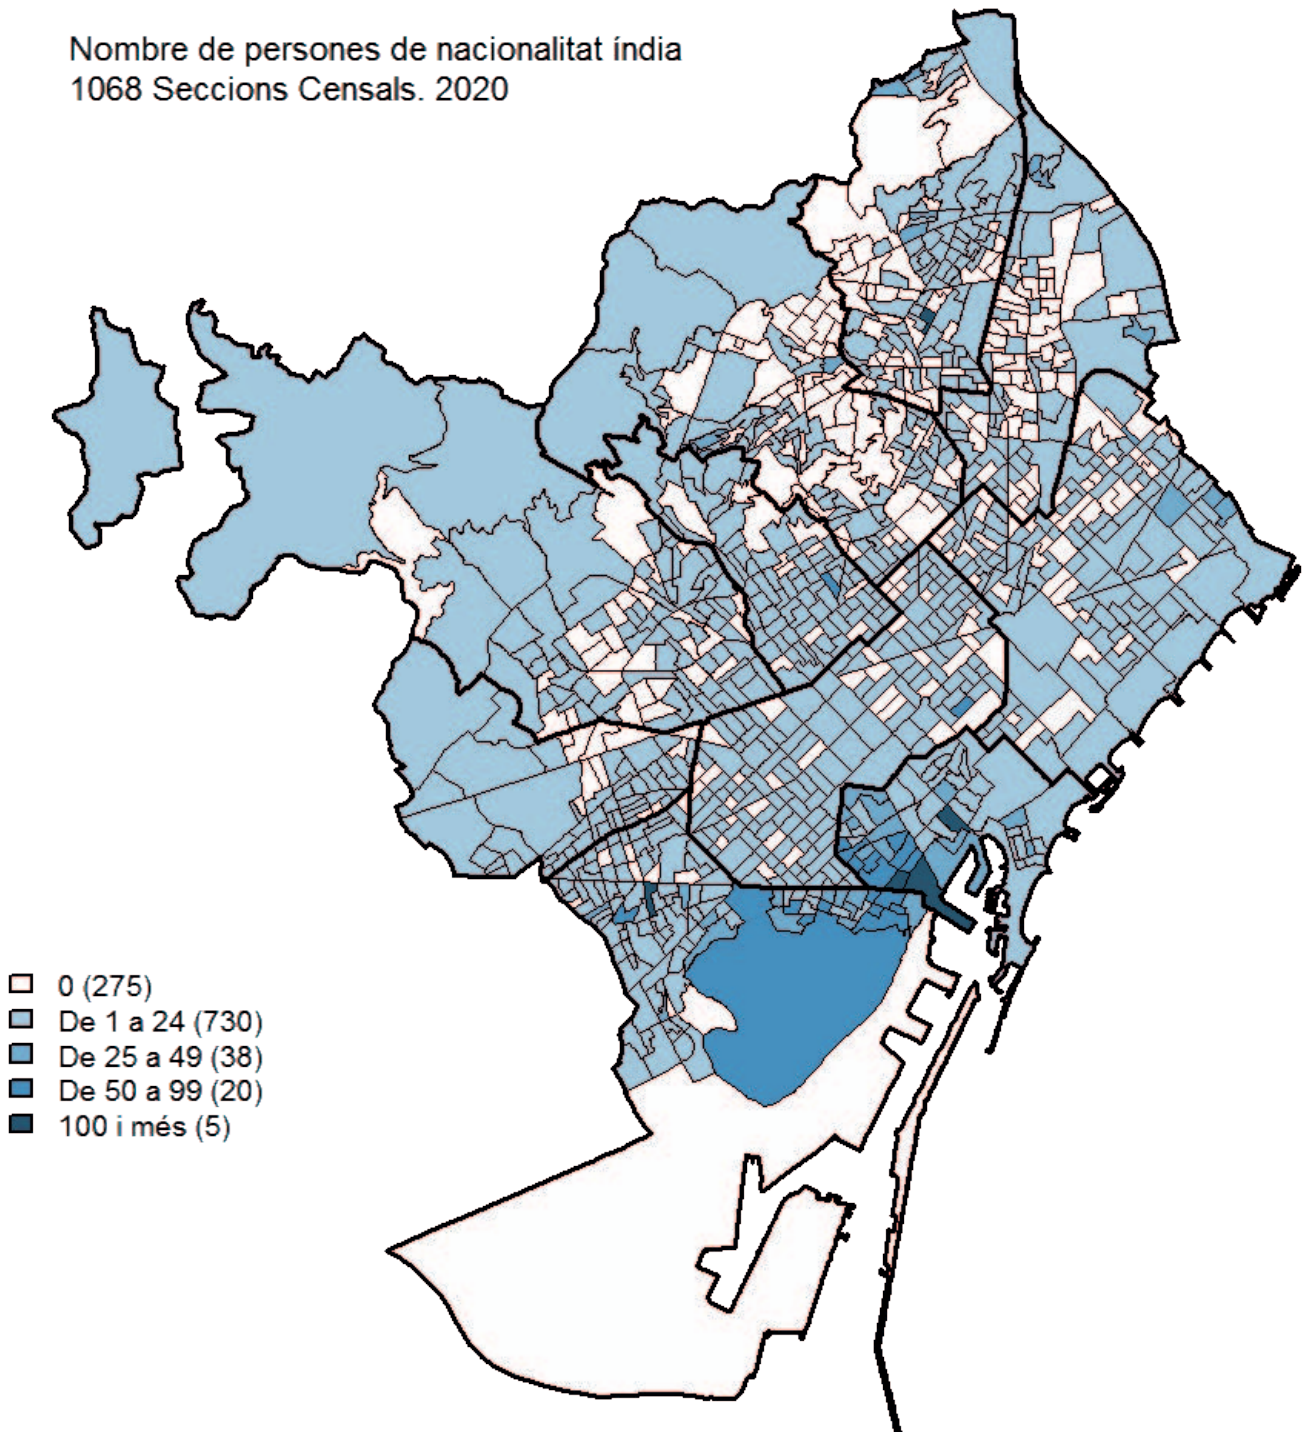 Nombre de persones de nacionalitat índia
1068 Seccions Censals. 2020
0 (275)
De 1 a 24 (730)
De 25 a 49 (38)
De 50 a 99 (20)
100 i més (5)